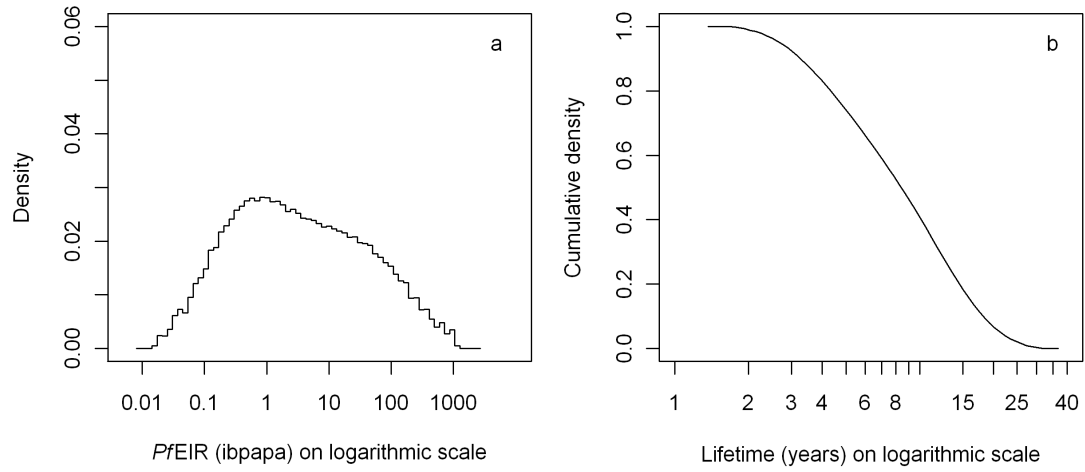 a
0.06
0.04
0.02
0.00
Density
0.01 0.1 1 10 100 1000
PfEIR (ibpapa) on logarithmic scale
b
1.0
0.8
0.6
0.4
0.2
0.0
Cumulative density
1 2 3 4 6 8 15 25 40
Lifetime (years) on logarithmic scale